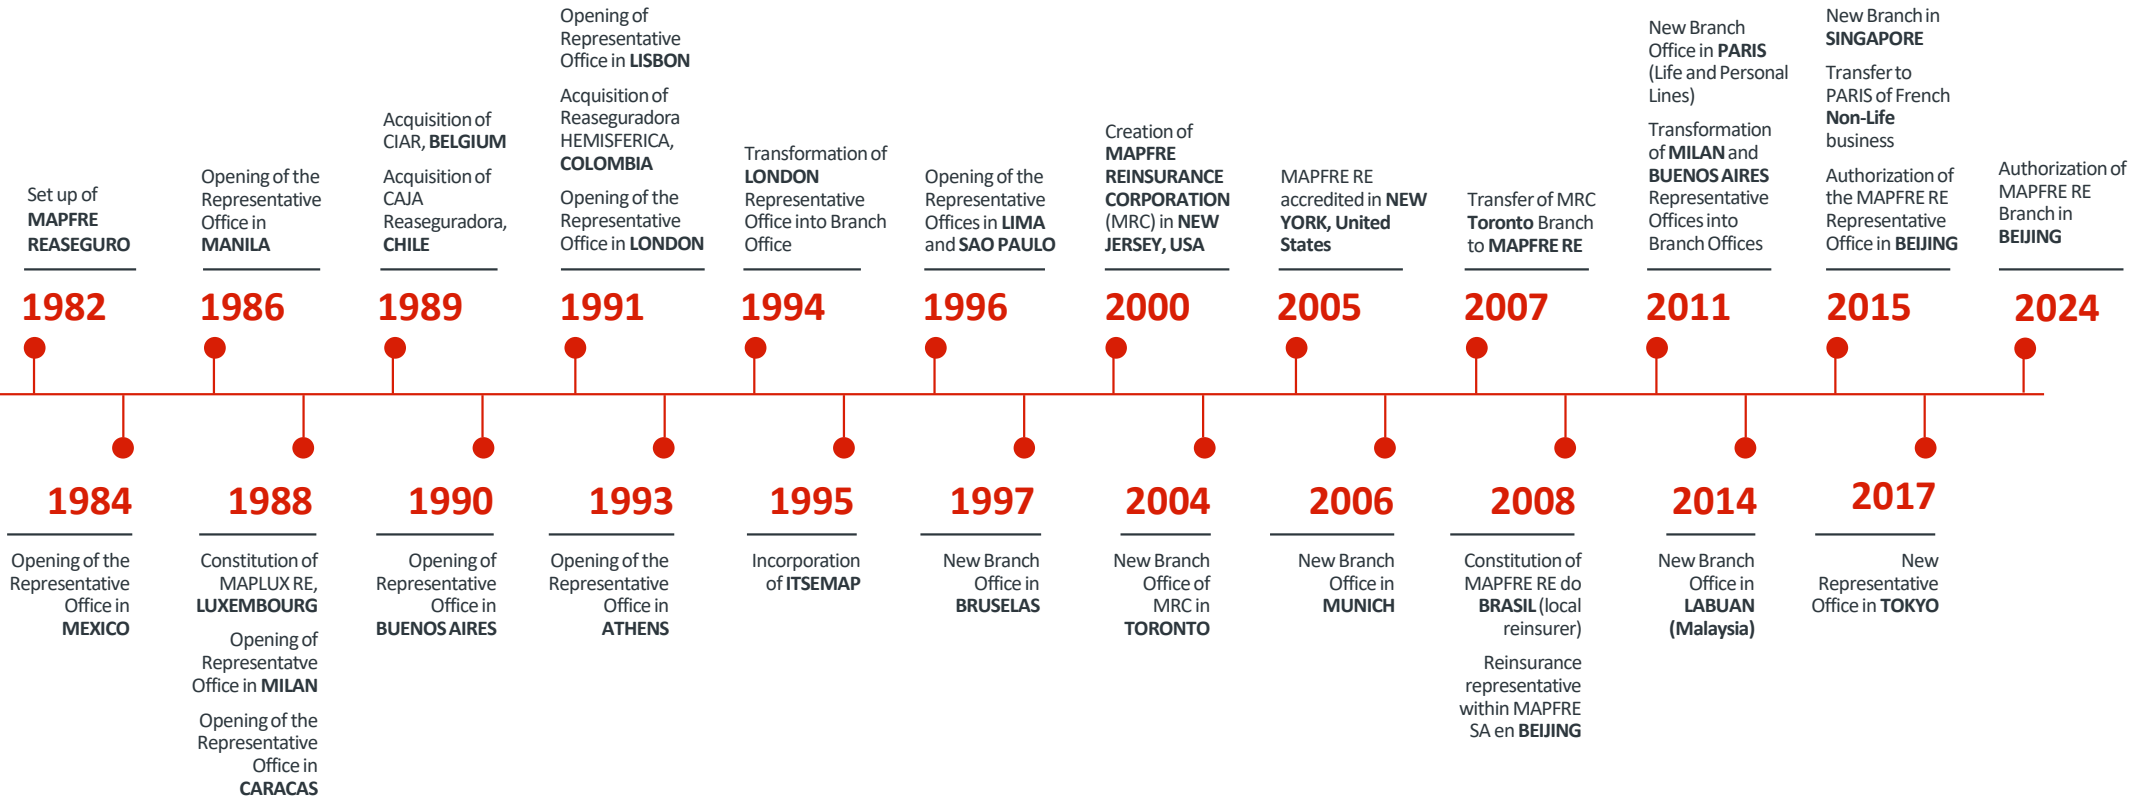 Set up of
MAPFRE
REASEGURO
1982
Opening of the
Representative
Office in
MANILA
1986
Acquisition of
CIAR, BELGIUM
Acquisition of
CAJA
Reaseguradora,
CHILE
1989
Opening of
Representative
Office in LISBON
Acquisition of
Reaseguradora
HEMISFERICA,
COLOMBIA
Opening of the
Representative
Office in LONDON
1991
Transformation of
LONDON
Representative
Office into Branch
Office
1994
Opening of the
Representative
Offices in LIMA
and SAO PAULO
1996
Creation of
MAPFRE
REINSURANCE
CORPORATION
(MRC) in NEW
JERSEY, USA
2000
MAPFRE RE
accredited in NEW
YORK, United
States
2005
Transfer of MRC
Toronto Branch
to MAPFRE RE
2007
New Branch
Office in PARIS
(Life and Personal
Lines)
Transformation
of MILAN and
BUENOS AIRES
Representative
Offices into
Branch Offices
2011
New Branch in
SINGAPORE
Transfer to
PARIS of French
Non-Life
business
Authorization of
the MAPFRE RE
Representative
Office in BEIJING
2015
Authorization of
MAPFRE RE
Branch in
BEIJING
2024
1984
Opening of the
Representative
Office in
MEXICO
1988
Constitution of
MAPLUX RE,
LUXEMBOURG
Opening of
Representatve
Office in MILAN
Opening of the
Representative
Office in
CARACAS
1990
Opening of
Representative
Office in
BUENOS AIRES
1993
Opening of the
Representative
Office in
ATHENS
1995
Incorporation
of ITSEMAP
1997
New Branch
Office in
BRUSELAS
2004
New Branch
Office of
MRC in
TORONTO
2006
New Branch
Office in
MUNICH
2008
Constitution of
MAPFRE RE do
BRASIL (local
reinsurer)
Reinsurance
representative
within MAPFRE
SA en BEIJING
2014
New Branch
Office in
LABUAN
(Malaysia)
2017
New
Representative
Office in TOKYO